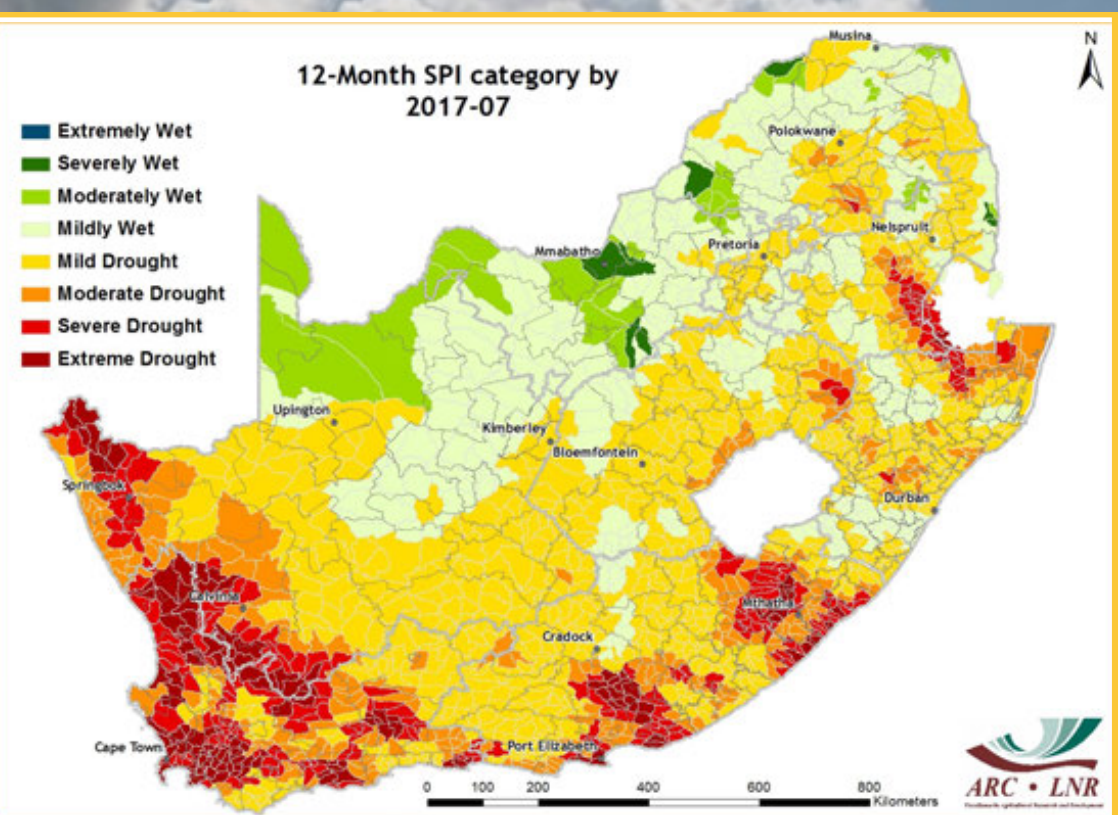 12-Month SPI category by
2017-07
Extremely Wet
Severely Wet
Moderately Wet
Mildly Wet
Mild Drought
Moderate Drought
Severe Drought
Extreme Drought
N
Musina
Polokwane
Nelspruit
Pretoria
Mmabatho
Upington
Kimberley
Bloemfontein
Springbok
Durban
Calvinia
Mthatha
Cradock
Cape Town
Port Elizabeth
0 100 200 400 600 800
Kilometers
ARC • LNR